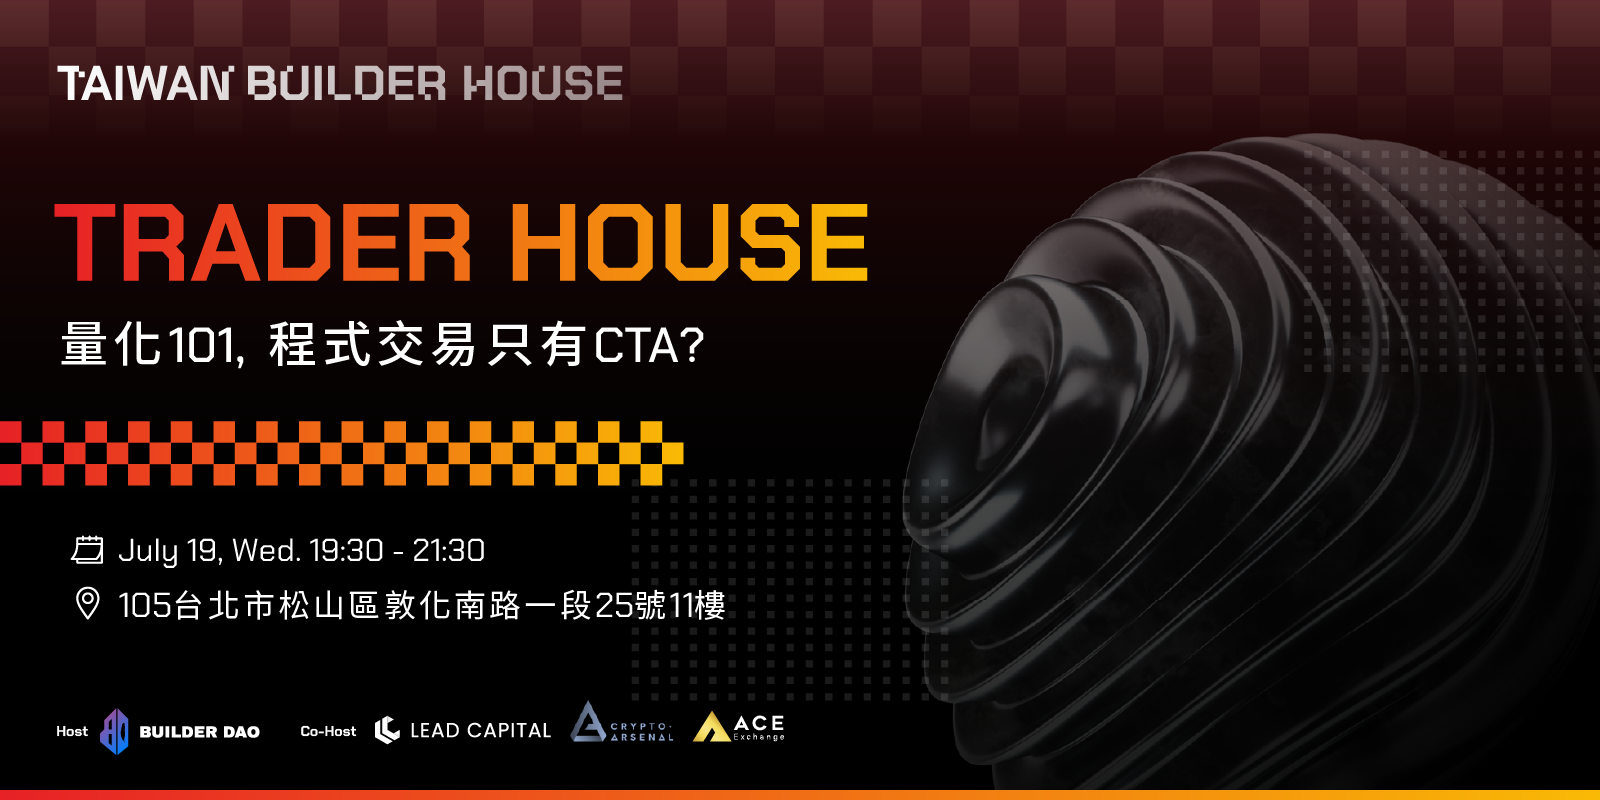 TAIWAN BUILDER HOUSE
TRADER HOUSE
量化101, 程式交易只有CTA?
July 19, Wed. 19:30 - 21:30
105台北市松山區敦化南路一段25號11樓
Host BUILDER DAO Co-Host LEAD CAPITAL CRYPTO-ARSENAL ACE Exchange